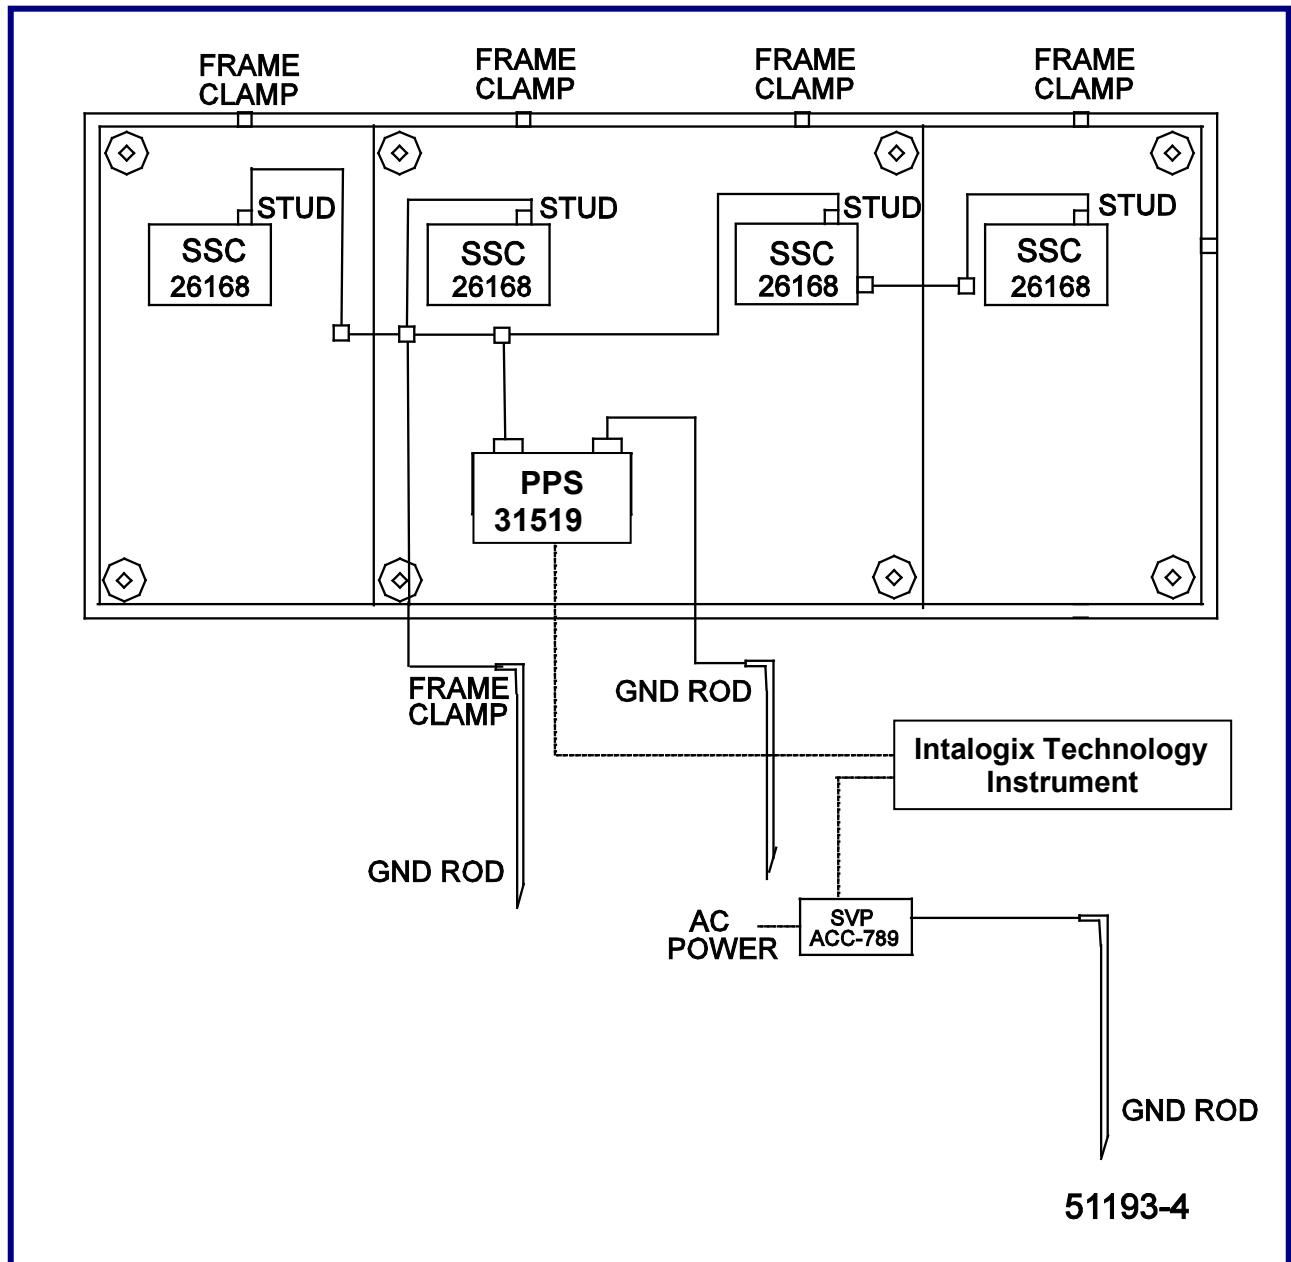 FRAME
CLAMP
FRAME
CLAMP
FRAME
CLAMP
FRAME
CLAMP
STUD
SSC
26168
STUD
SSC
26168
STUD
SSC
26168
STUD
SSC
26168
PPS
31519
FRAME
CLAMP
GND ROD
GND ROD
Intalogix Technology
Instrument
AC
POWER
SVP
ACC-789
GND ROD
51193-4